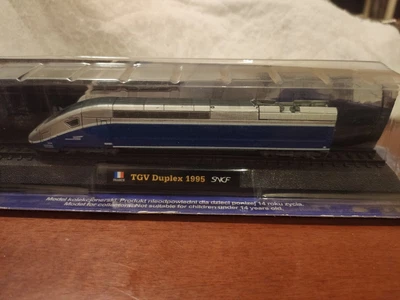 TGV Duplex 1995 SNCF
Model kolekcjonerski. Produkt nieodpowiedni dla dzieci poniżej 14 roku życia.
Model for collectors. Not suitable for children under 14 years old.